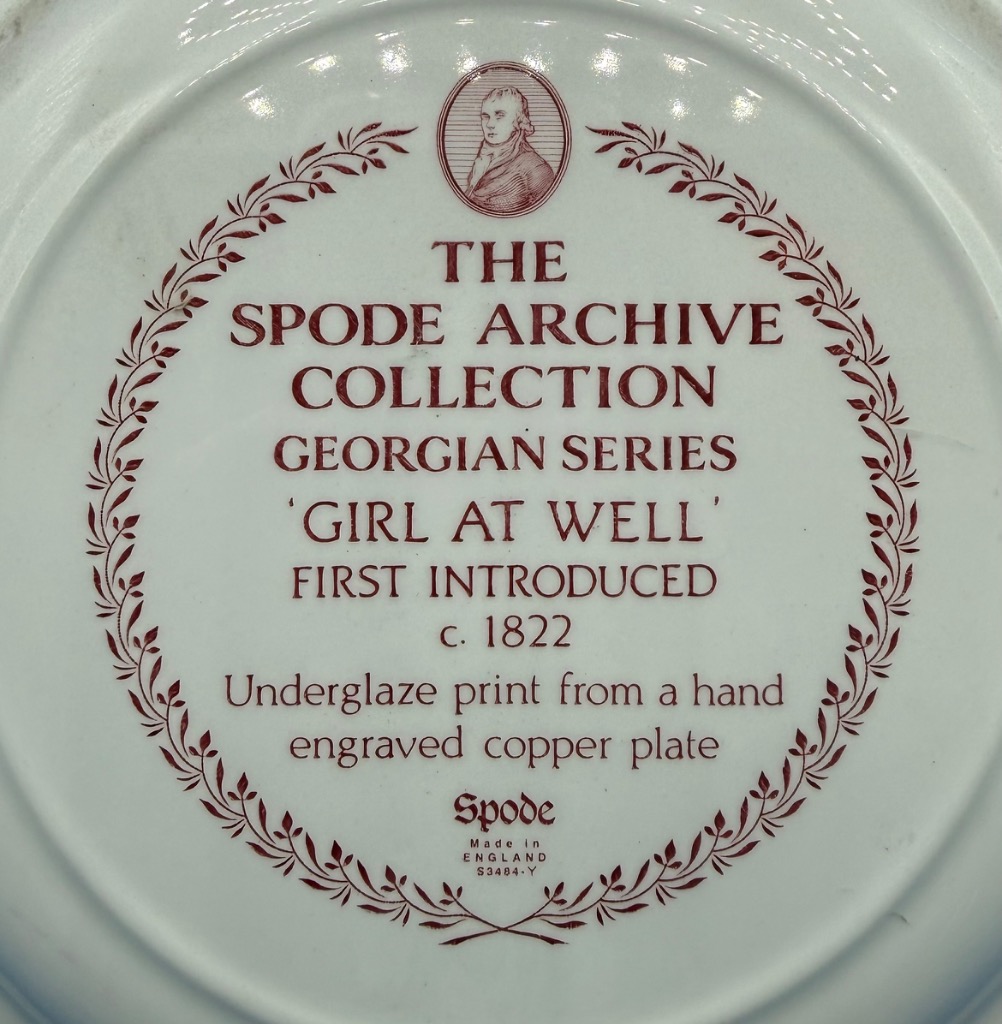 THE
SPODE ARCHIVE
COLLECTION
GEORGIAN SERIES
‘GIRL AT WELL’
FIRST INTRODUCED
c. 1822
Underglaze print from a hand
engraved copper plate
Spode
Made in
ENGLAND
S3484-Y